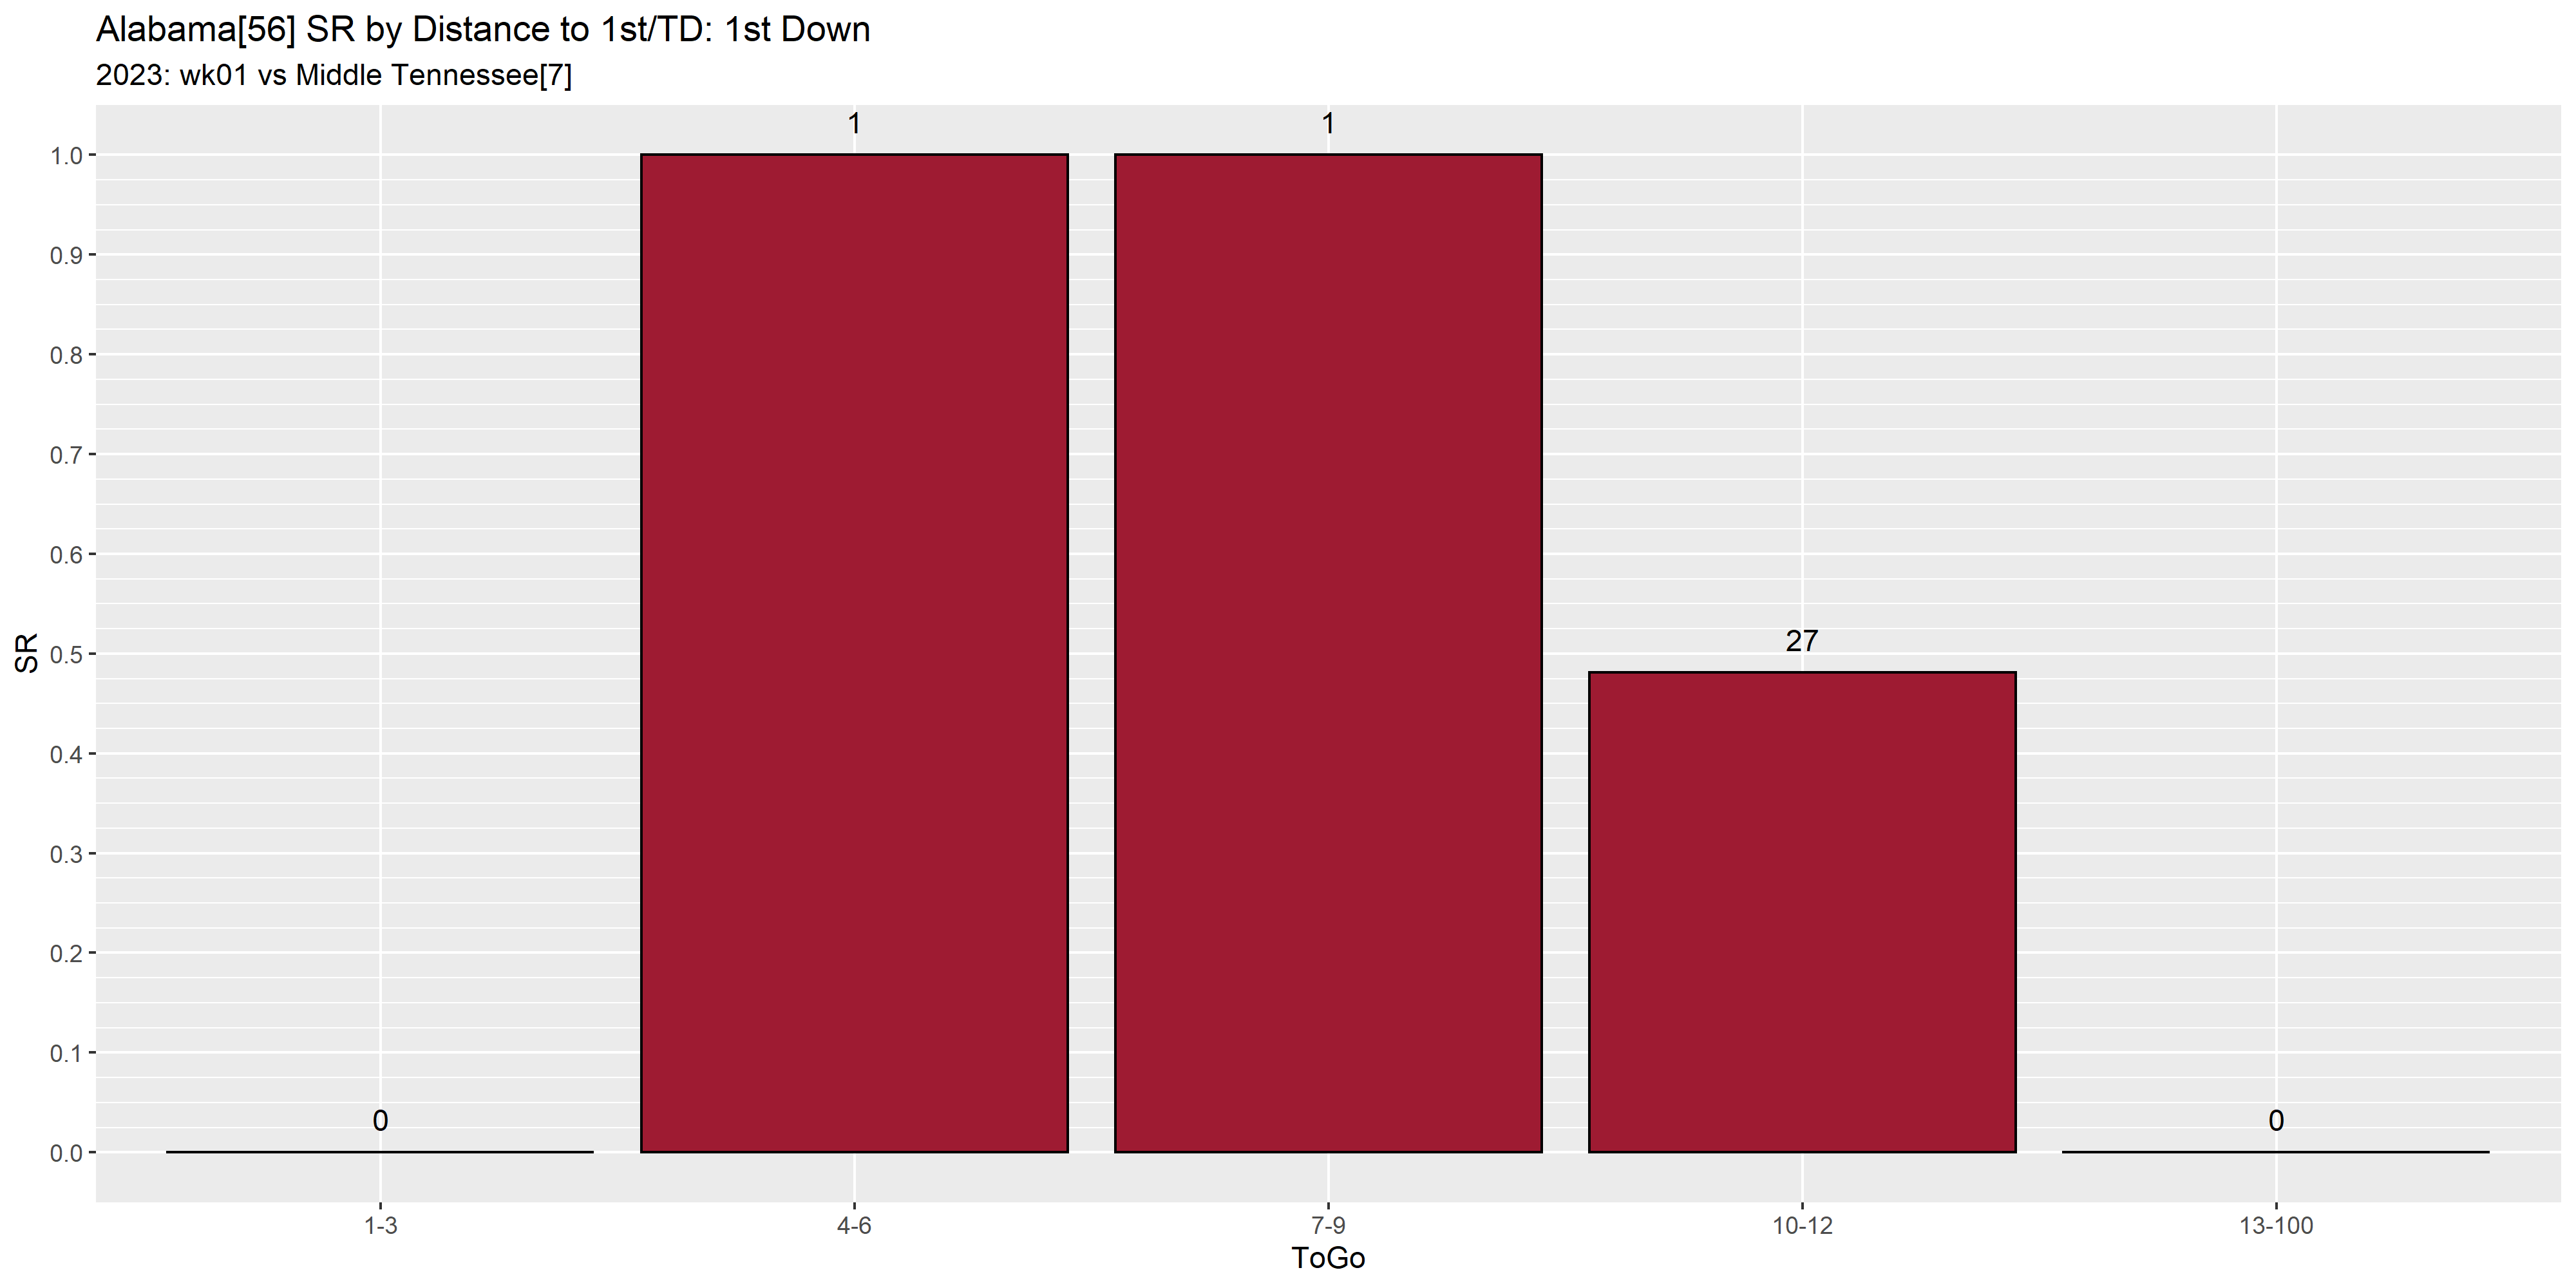 Alabama[56] SR by Distance to 1st/TD: 1st Down
2023: wk01 vs Middle Tennessee[7]
1 1
1.0
0.9
0.8
0.7
0.6
27
SR
0.5
0.4
0.3
0.2
0.1
0 0
0.0
1-3 4-6 7-9 10-12 13-100
ToGo